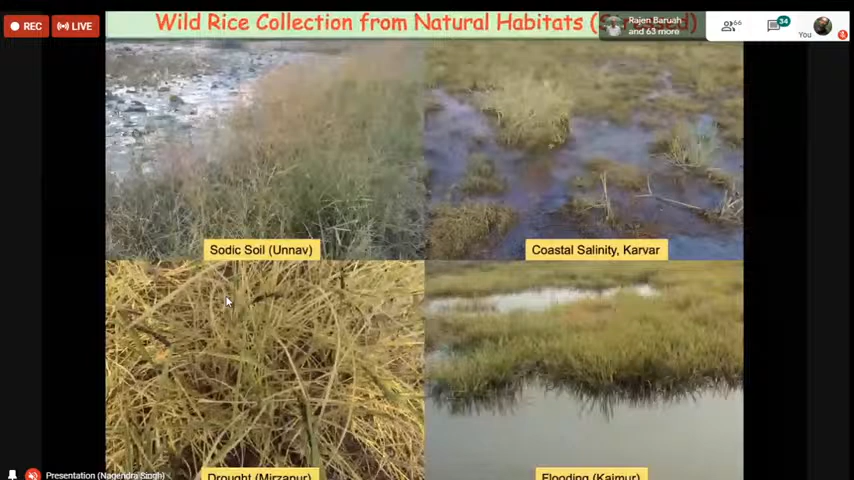 REC
LIVE
Wild Rice Collection from Natural Habitats (
Rajen Baruah
and 63 more
66
34
You
Sodic Soil (Unnav)
Coastal Salinity, Karvar
Drought (Mirzapur)
Flooding (Kaimur)
Presentation (Nagendra Singh)